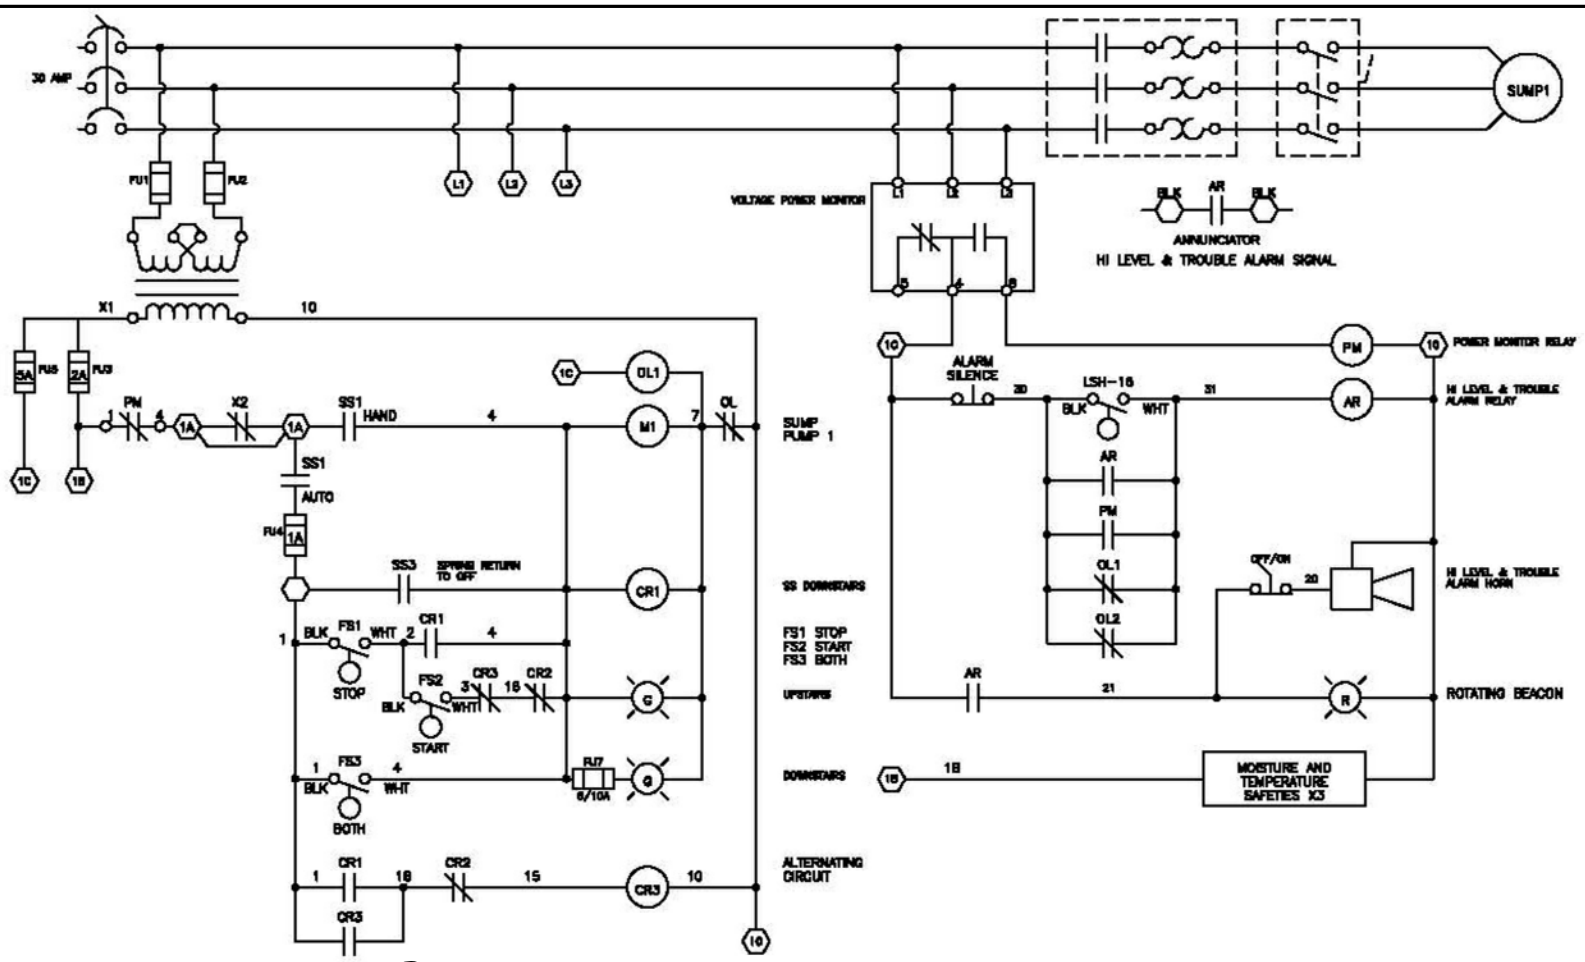 30 AMP
SUMP1
FU1
FU2
L1
L2
L3
VOLTAGE POWER MONITOR
L1
L2
L3
5
4
6
BLK
AR
BLK
ANNUNCIATOR
HI LEVEL & TROUBLE ALARM SIGNAL
X1
10
5A
2A
FU3
1C
1B
1
PM
4
1A
X2
1A
SS1
HAND
4
1C
OL1
M1
7
OL
SUMP
PUMP 1
SS1
AUTO
FU4
1A
SS3
SPRING RETURN
TO OFF
CR1
SS DOWNSTAIRS
1
BLK
FS1
WHT
2
CR1
4
STOP
FS1 STOP
FS2 START
FS3 BOTH
BLK
FS2
WHT
3
CR3
16
CR2
START
G
UPSTAIRS
1
BLK
FS3
4
WHT
BOTH
FU7
6/10A
G
DOWNSTAIRS
1
CR1
18
CR2
15
CR3
10
CR3
ALTERNATING
CIRCUIT
10
1C
PM
10
POWER MONITOR RELAY
ALARM
SILENCE
30
LSH-16
BLK
WHT
31
AR
HI LEVEL & TROUBLE
ALARM RELAY
AR
PM
OL1
OL2
OFF/ON
20
HI LEVEL & TROUBLE
ALARM HORN
AR
21
R
ROTATING BEACON
1B
1B
MOISTURE AND
TEMPERATURE
SAFETIES X3